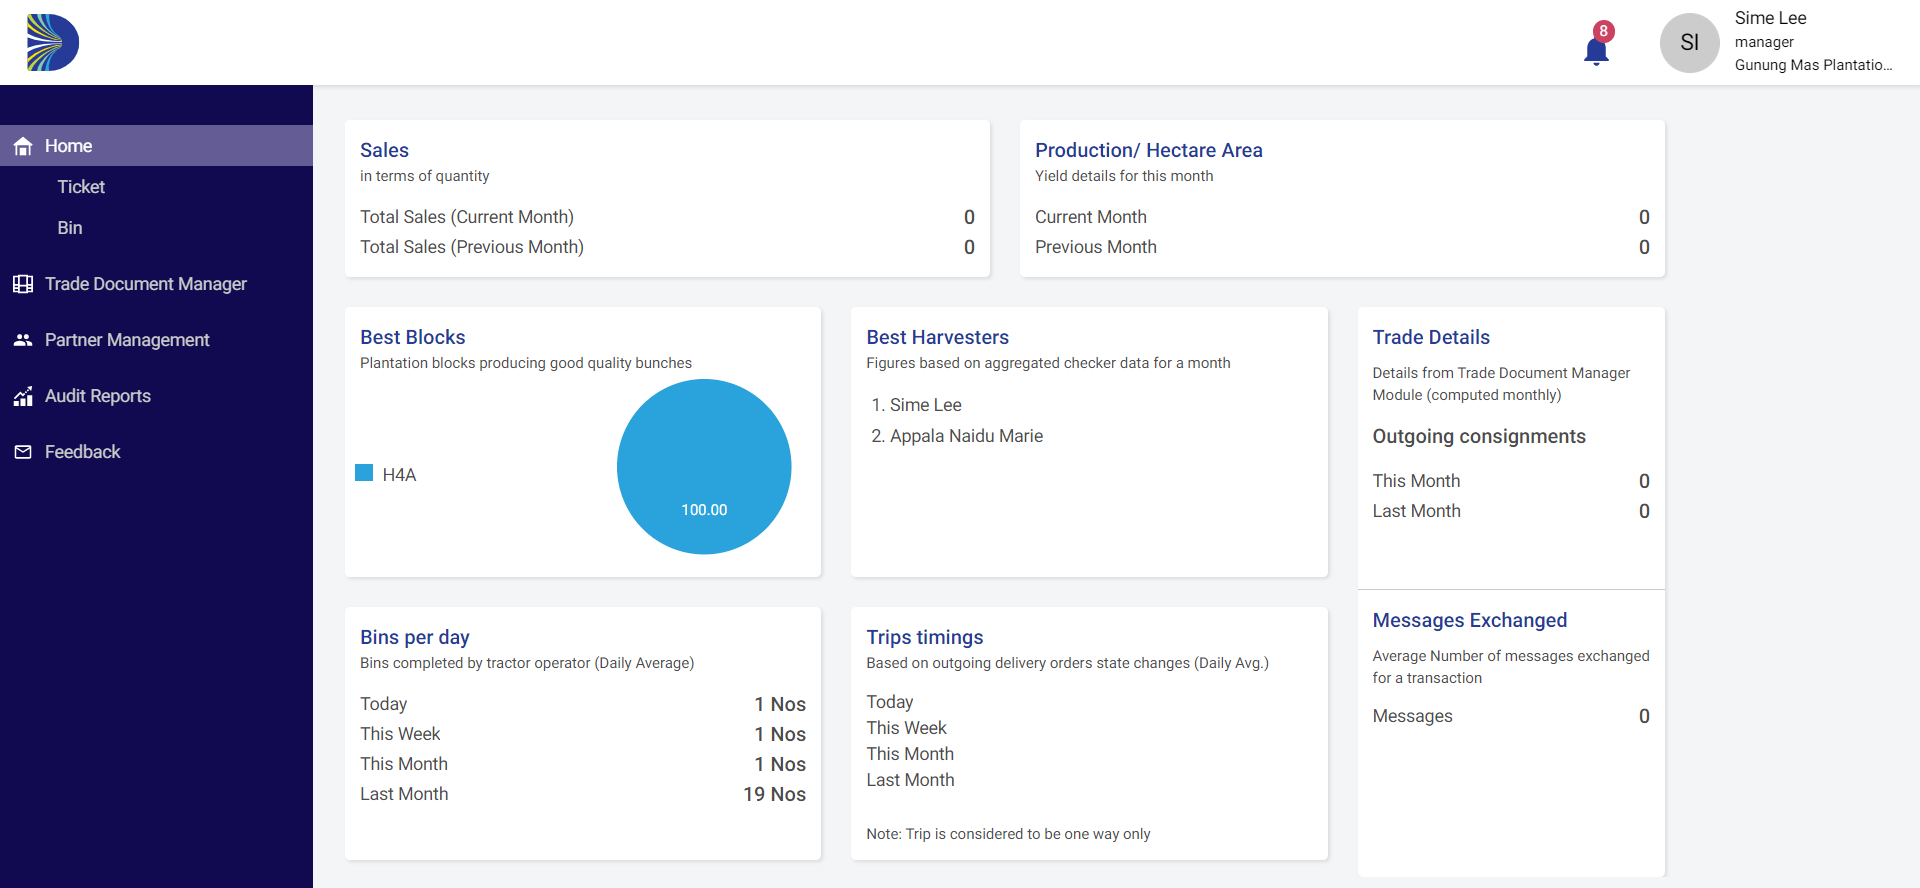 8
SI
Sime Lee
manager
Gunung Mas Plantatio...
Home
Ticket
Bin
Trade Document Manager
Partner Management
Audit Reports
Feedback
Sales
in terms of quantity
Total Sales (Current Month) 0
Total Sales (Previous Month) 0
Production/ Hectare Area
Yield details for this month
Current Month 0
Previous Month 0
Best Blocks
Plantation blocks producing good quality bunches
H4A
100.00
Best Harvesters
Figures based on aggregated checker data for a month
1. Sime Lee
2. Appala Naidu Marie
Trade Details
Details from Trade Document Manager
Module (computed monthly)
Outgoing consignments
This Month 0
Last Month 0
Bins per day
Bins completed by tractor operator (Daily Average)
Today 1 Nos
This Week 1 Nos
This Month 1 Nos
Last Month 19 Nos
Trips timings
Based on outgoing delivery orders state changes (Daily Avg.)
Today
This Week
This Month
Last Month
Note: Trip is considered to be one way only
Messages Exchanged
Average Number of messages exchanged
for a transaction
Messages 0